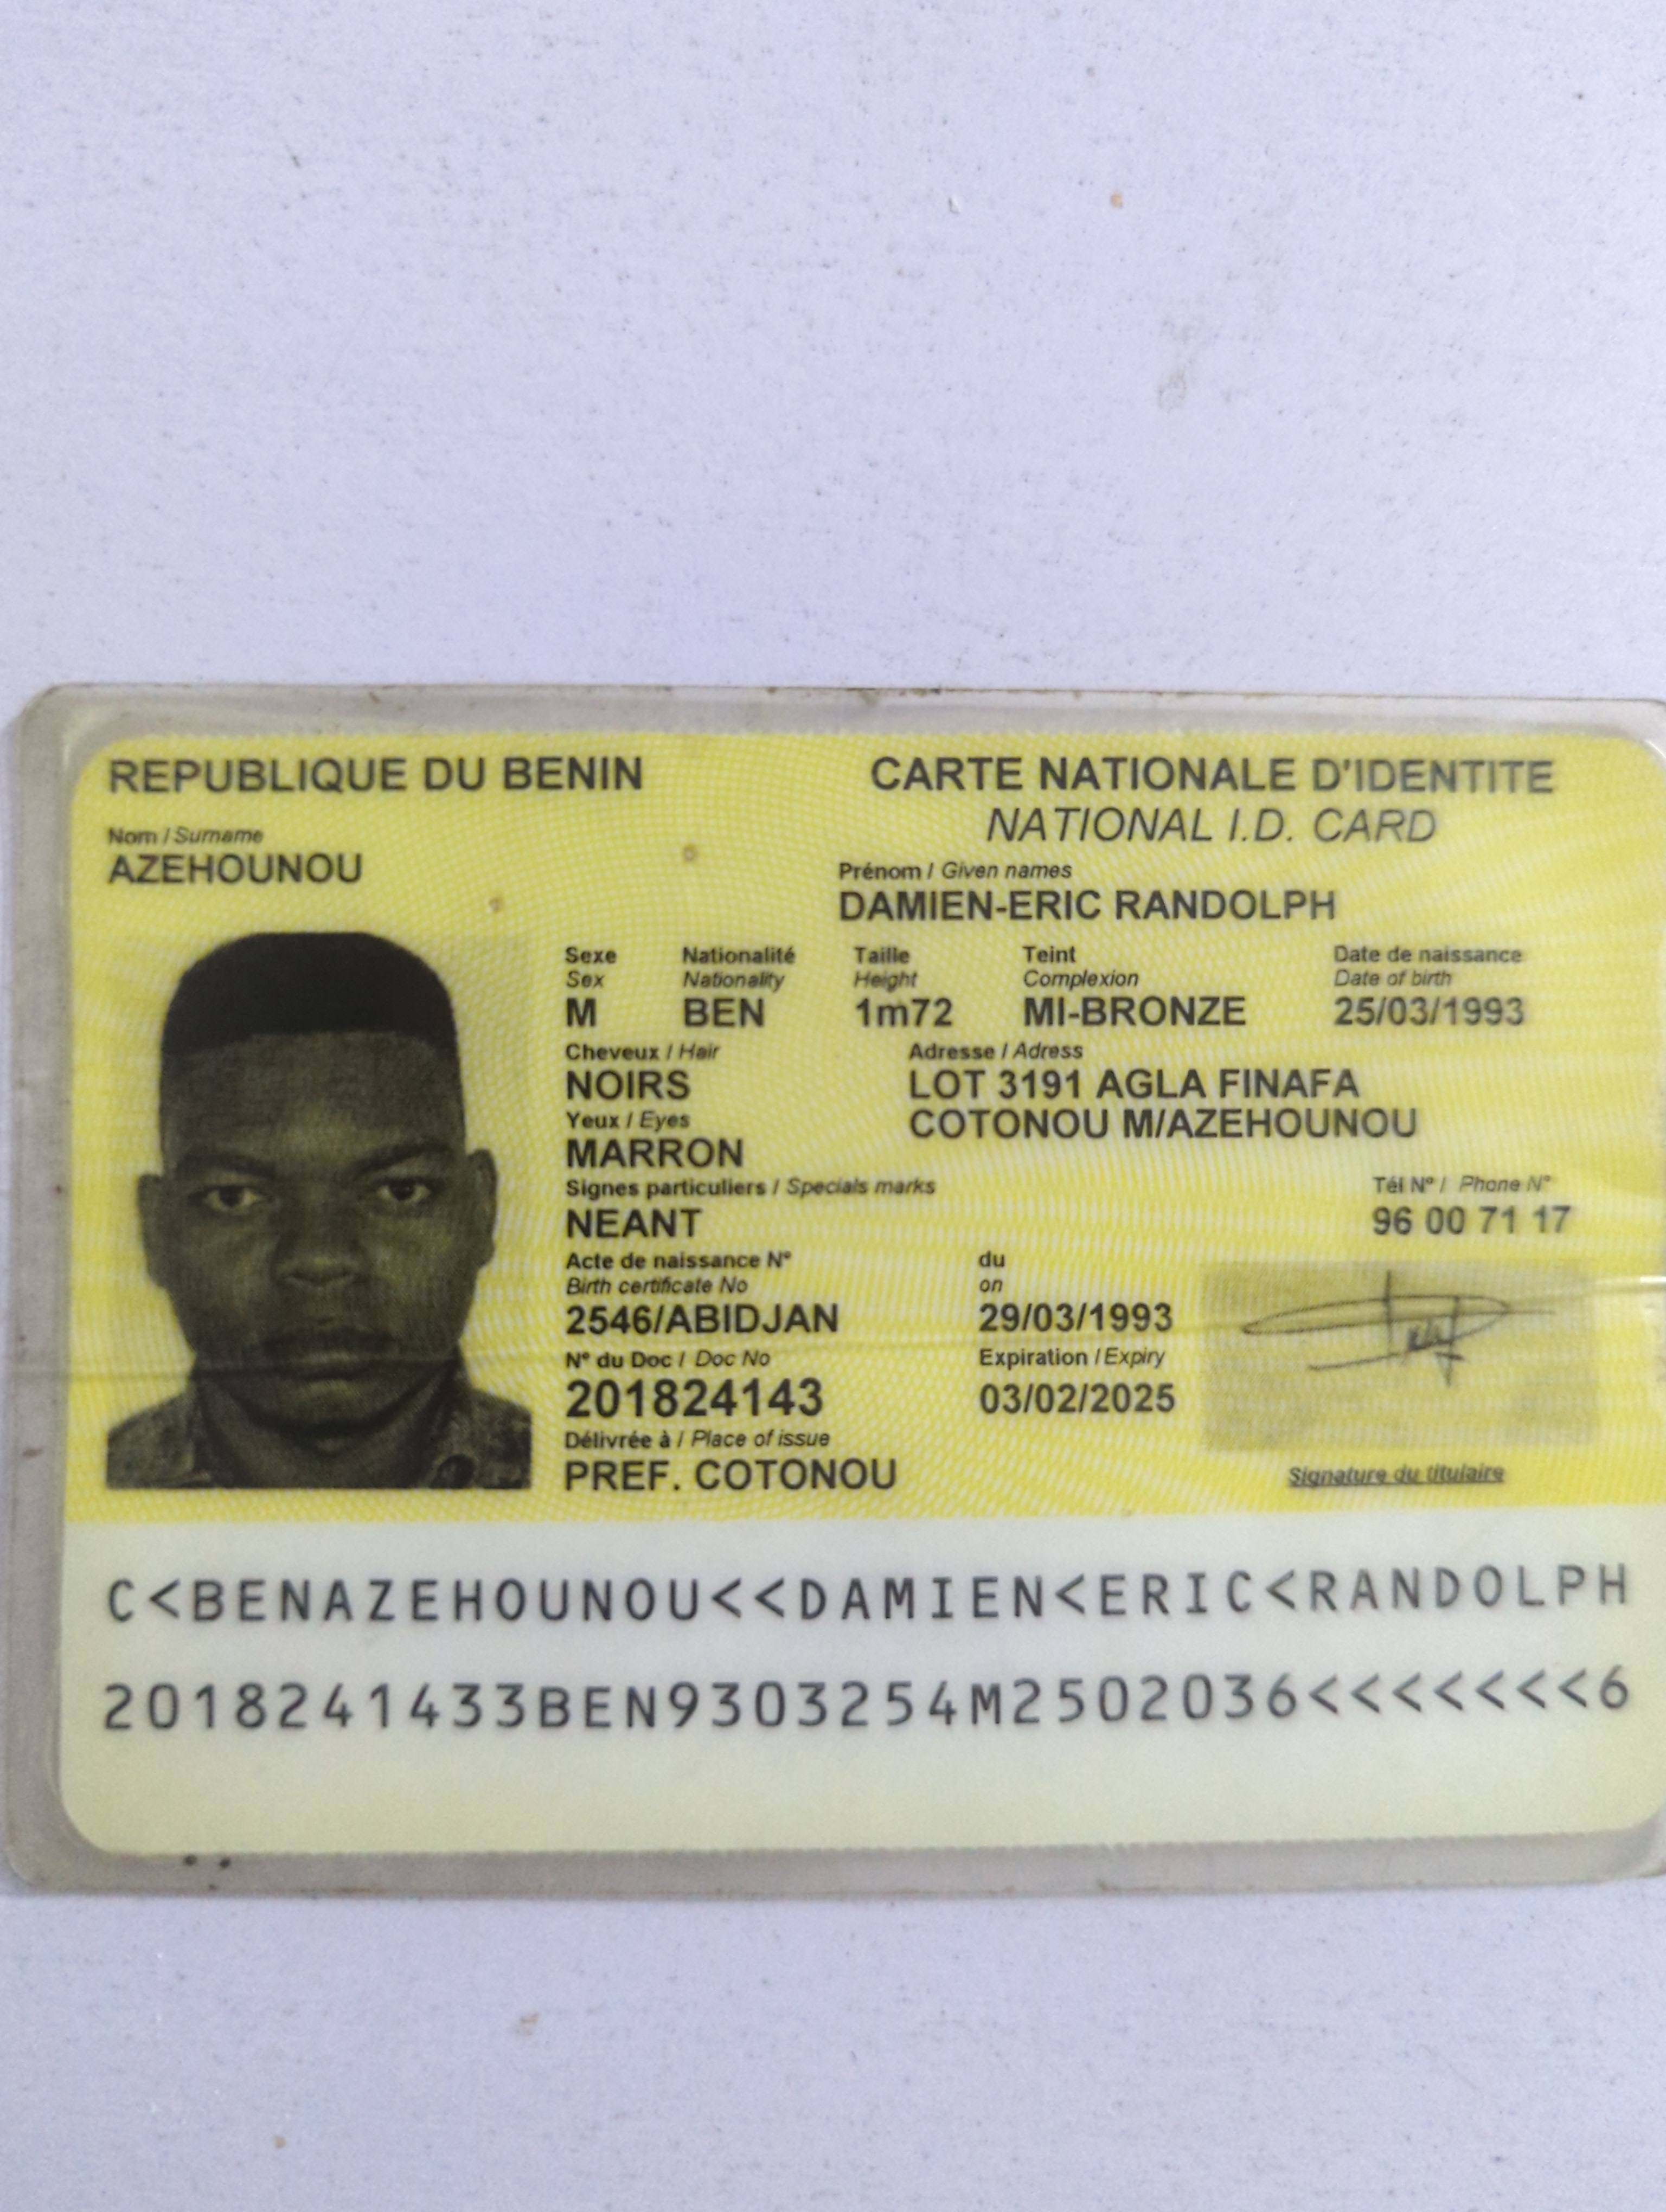 REPUBLIQUE DU BENIN
CARTE NATIONALE D'IDENTITE
NATIONAL I.D. CARD
Nom / Surname
AZEHOUNOU
Prénom / Given names
DAMIEN-ERIC RANDOLPH
Sexe Nationalité Taille Teint Date de naissance
Sex Nationality Height Complexion Date of birth
M BEN 1m72 MI-BRONZE 25/03/1993
Cheveux / Hair Adresse / Adress
NOIRS LOT 3191 AGLA FINAFA
Yeux / Eyes COTONOU M/AZEHOUNOU
MARRON
Signes particuliers / Specials marks Tél N° / Phone N°
NEANT 96 00 71 17
Acte de naissance N° du
Birth certificate No on
2546/ABIDJAN 29/03/1993
N° du Doc / Doc No Expiration / Expiry
201824143 03/02/2025
Délivrée à / Place of issue
PREF. COTONOU Signature du titulaire
C<BENAZEHOUNOU<<DAMIEN<ERIC<RANDOLPH
2018241433BEN9303254M2502036<<<<<<<6